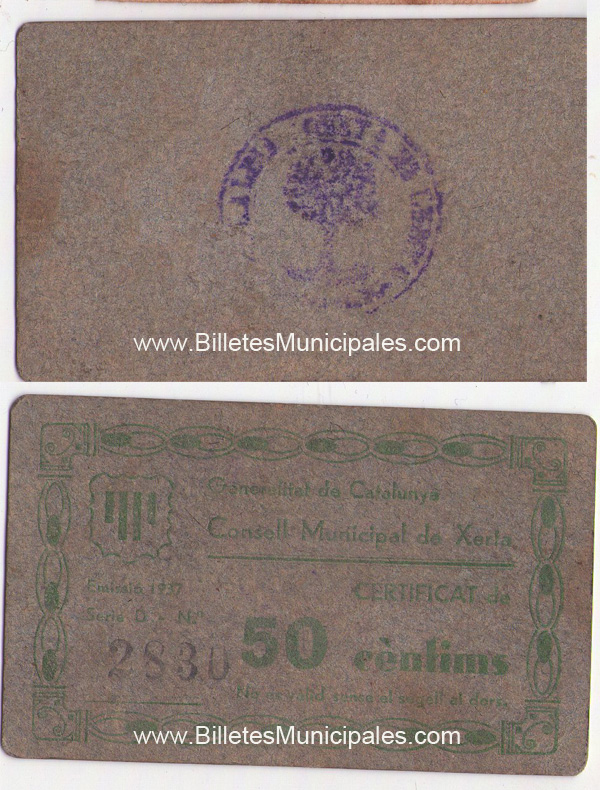 www.BilletesMunicipales.com
Generalitat de Catalunya
Consell Municipal de Xerta
Emissió 1937
CERTIFICAT de
Serie D - N.º
2830
50 cèntims
No es vàlid sense el segell al dors.
www.BilletesMunicipales.com